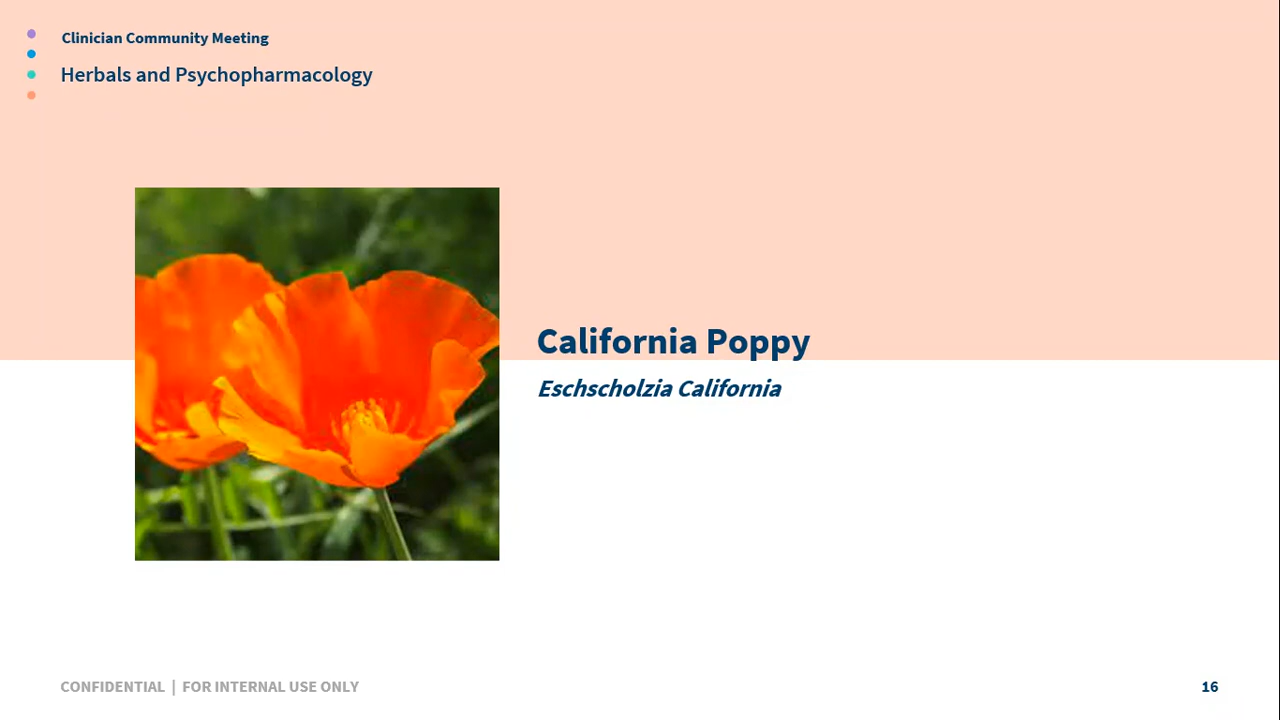 Clinician Community Meeting
Herbals and Psychopharmacology
California Poppy
Eschscholzia California
CONFIDENTIAL | FOR INTERNAL USE ONLY
16